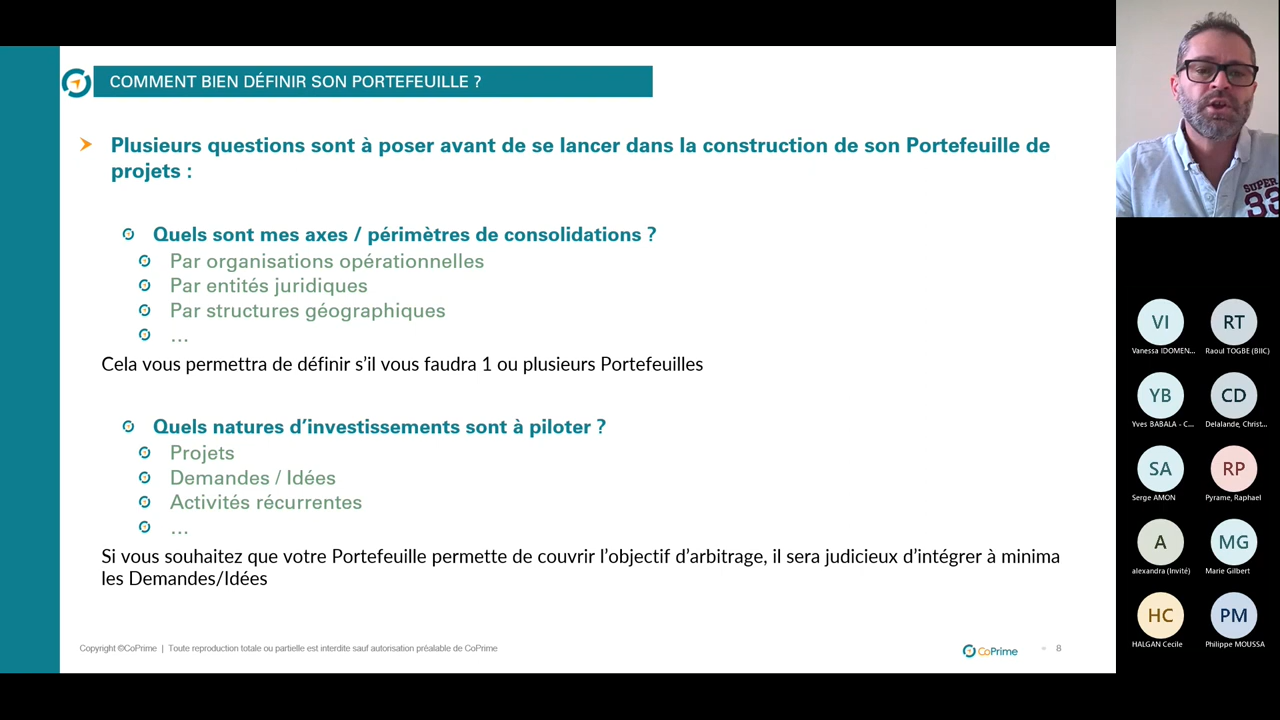 COMMENT BIEN DÉFINIR SON PORTEFEUILLE ?
Plusieurs questions sont à poser avant de se lancer dans la construction de son Portefeuille de
projets :
Quels sont mes axes / périmètres de consolidations ?
Par organisations opérationnelles
Par entités juridiques
Par structures géographiques
...
Cela vous permettra de définir s’il vous faudra 1 ou plusieurs Portefeuilles
Quels natures d’investissements sont à piloter ?
Projets
Demandes / Idées
Activités récurrentes
...
Si vous souhaitez que votre Portefeuille permette de couvrir l’objectif d’arbitrage, il sera judicieux d’intégrer à minima
les Demandes/Idées
Copyright ©CoPrime | Toute reproduction totale ou partielle est interdite sauf autorisation préalable de CoPrime
CoPrime
8
SUPER
33
VI
RT
Vanessa IDOMEN...
Raoul TOGBE (BIIC)
YB
CD
Yves BABALA - C...
Delalande, Christ...
SA
RP
Serge AMON
Pyrame, Raphael
A
MG
alexandra (Invité)
Marie Gilbert
HC
PM
HALGAN Cecile
Philippe MOUSSA